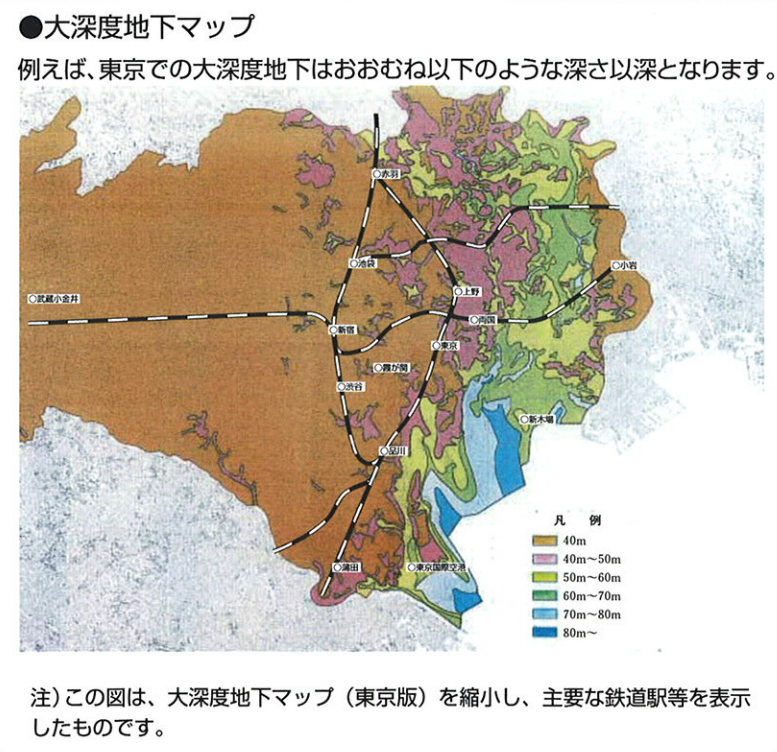 ●大深度地下マップ
例えば、東京での大深度地下はおおむね以下のような深さ以深となります。
○赤羽
○池袋
○小岩
○上野
○武蔵小金井
○両国
○新宿
○東京
○霞が関
○渋谷
○新木場
○品川
凡 例
40m
40m〜50m
50m〜60m
○蒲田
○東京国際空港
60m〜70m
70m〜80m
80m〜
注）この図は、大深度地下マップ（東京版）を縮小し、主要な鉄道駅等を表示
したものです。